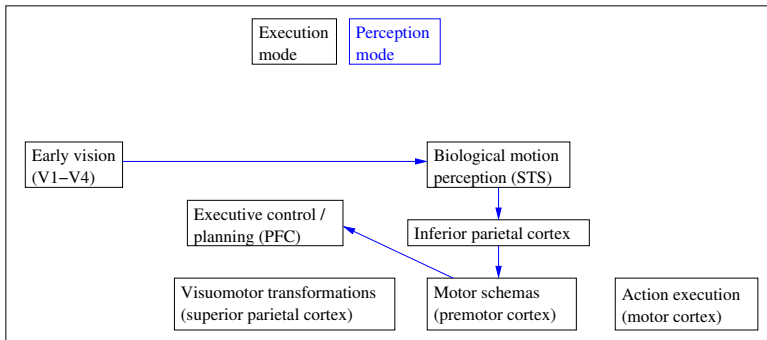 Execution
mode
Perception
mode
Early vision
(V1−V4)
Biological motion
perception (STS)
Executive control /
planning (PFC)
Inferior parietal cortex
Visuomotor transformations
(superior parietal cortex)
Motor schemas
(premotor cortex)
Action execution
(motor cortex)